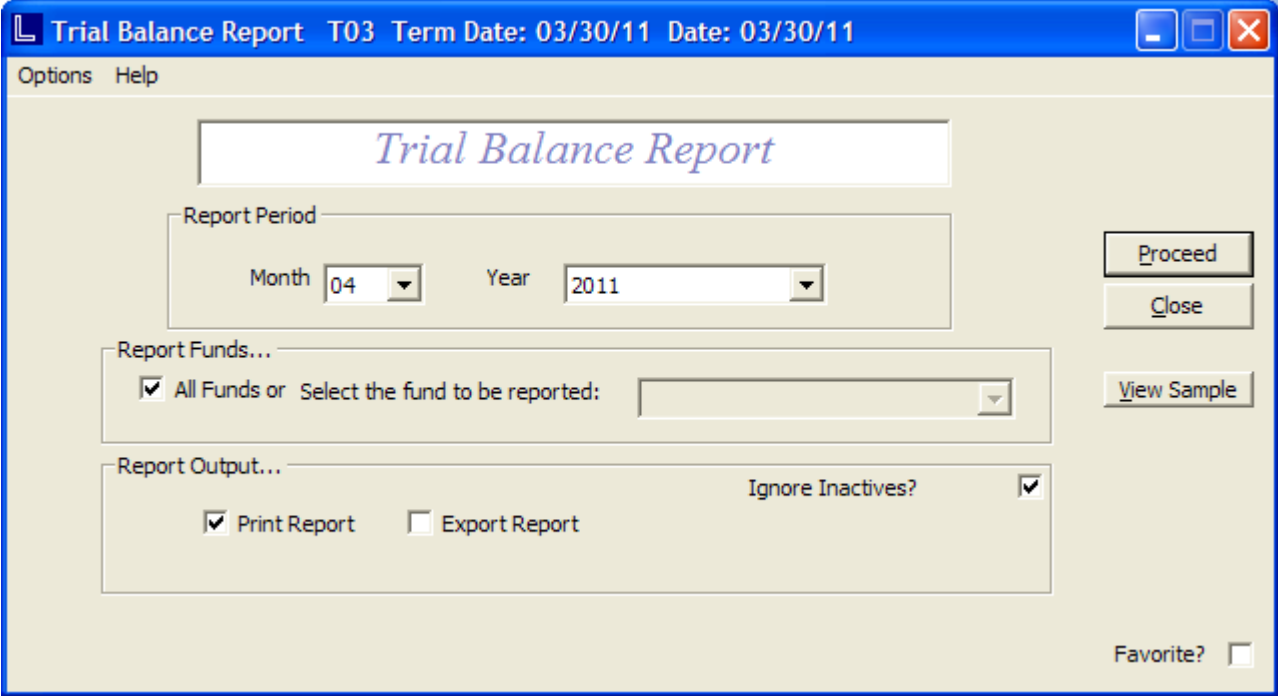 L Trial Balance Report T03 Term Date: 03/30/11 Date: 03/30/11
Options Help
Trial Balance Report
Report Period
Month 04 Year 2011
Proceed
Close
Report Funds...
All Funds or Select the fund to be reported:
View Sample
Report Output...
Ignore Inactives?
Print Report Export Report
Favorite?